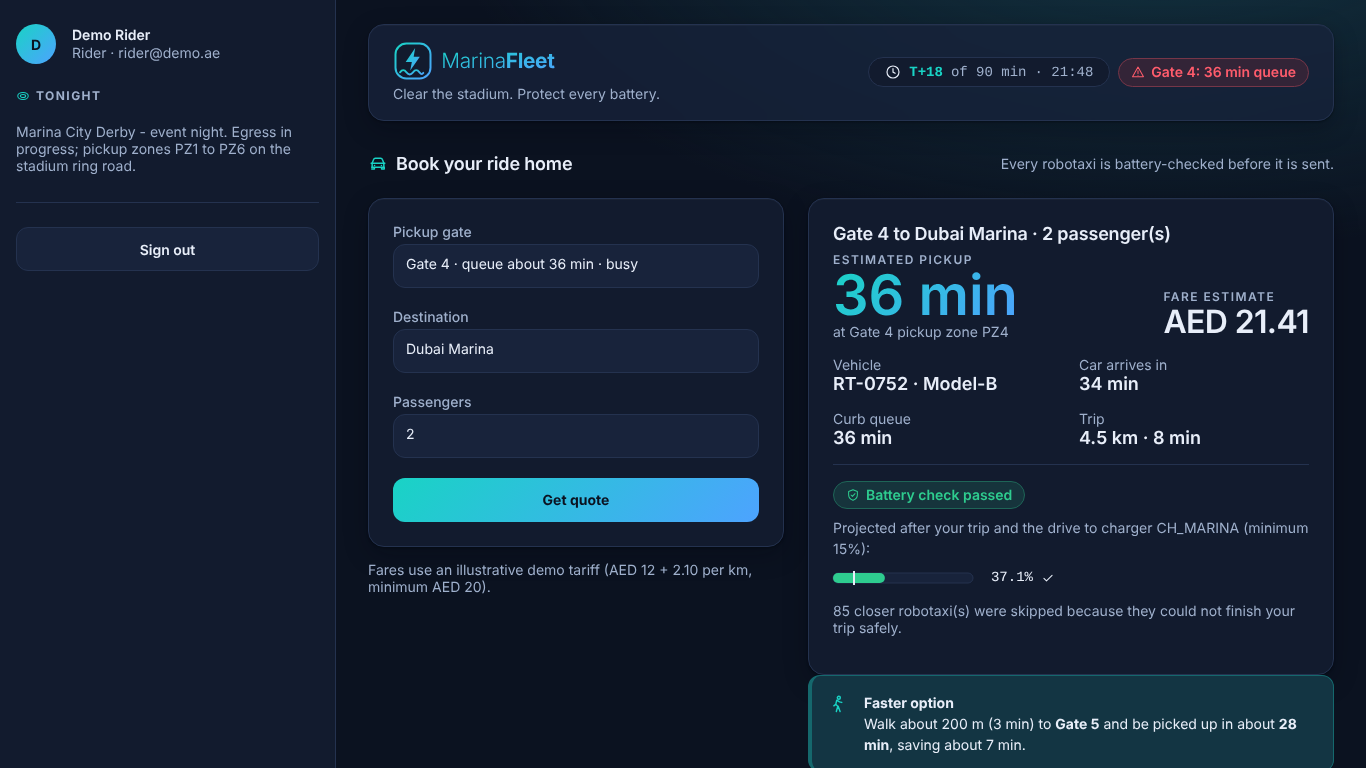 D
Demo Rider
Rider · rider@demo.ae
TONIGHT
Marina City Derby - event night. Egress in
progress; pickup zones PZ1 to PZ6 on the
stadium ring road.
Sign out
MarinaFleet
Clear the stadium. Protect every battery.
T+18 of 90 min · 21:48
Gate 4: 36 min queue
Book your ride home
Every robotaxi is battery-checked before it is sent.
Pickup gate
Gate 4 · queue about 36 min · busy
Destination
Dubai Marina
Passengers
2
Get quote
Fares use an illustrative demo tariff (AED 12 + 2.10 per km,
minimum AED 20).
Gate 4 to Dubai Marina · 2 passenger(s)
ESTIMATED PICKUP
36 min
at Gate 4 pickup zone PZ4
FARE ESTIMATE
AED 21.41
Vehicle
RT-0752 · Model-B
Car arrives in
34 min
Curb queue
36 min
Trip
4.5 km · 8 min
Battery check passed
Projected after your trip and the drive to charger CH_MARINA (minimum
15%):
37.1% ✓
85 closer robotaxi(s) were skipped because they could not finish your
trip safely.
Faster option
Walk about 200 m (3 min) to Gate 5 and be picked up in about 28
min, saving about 7 min.